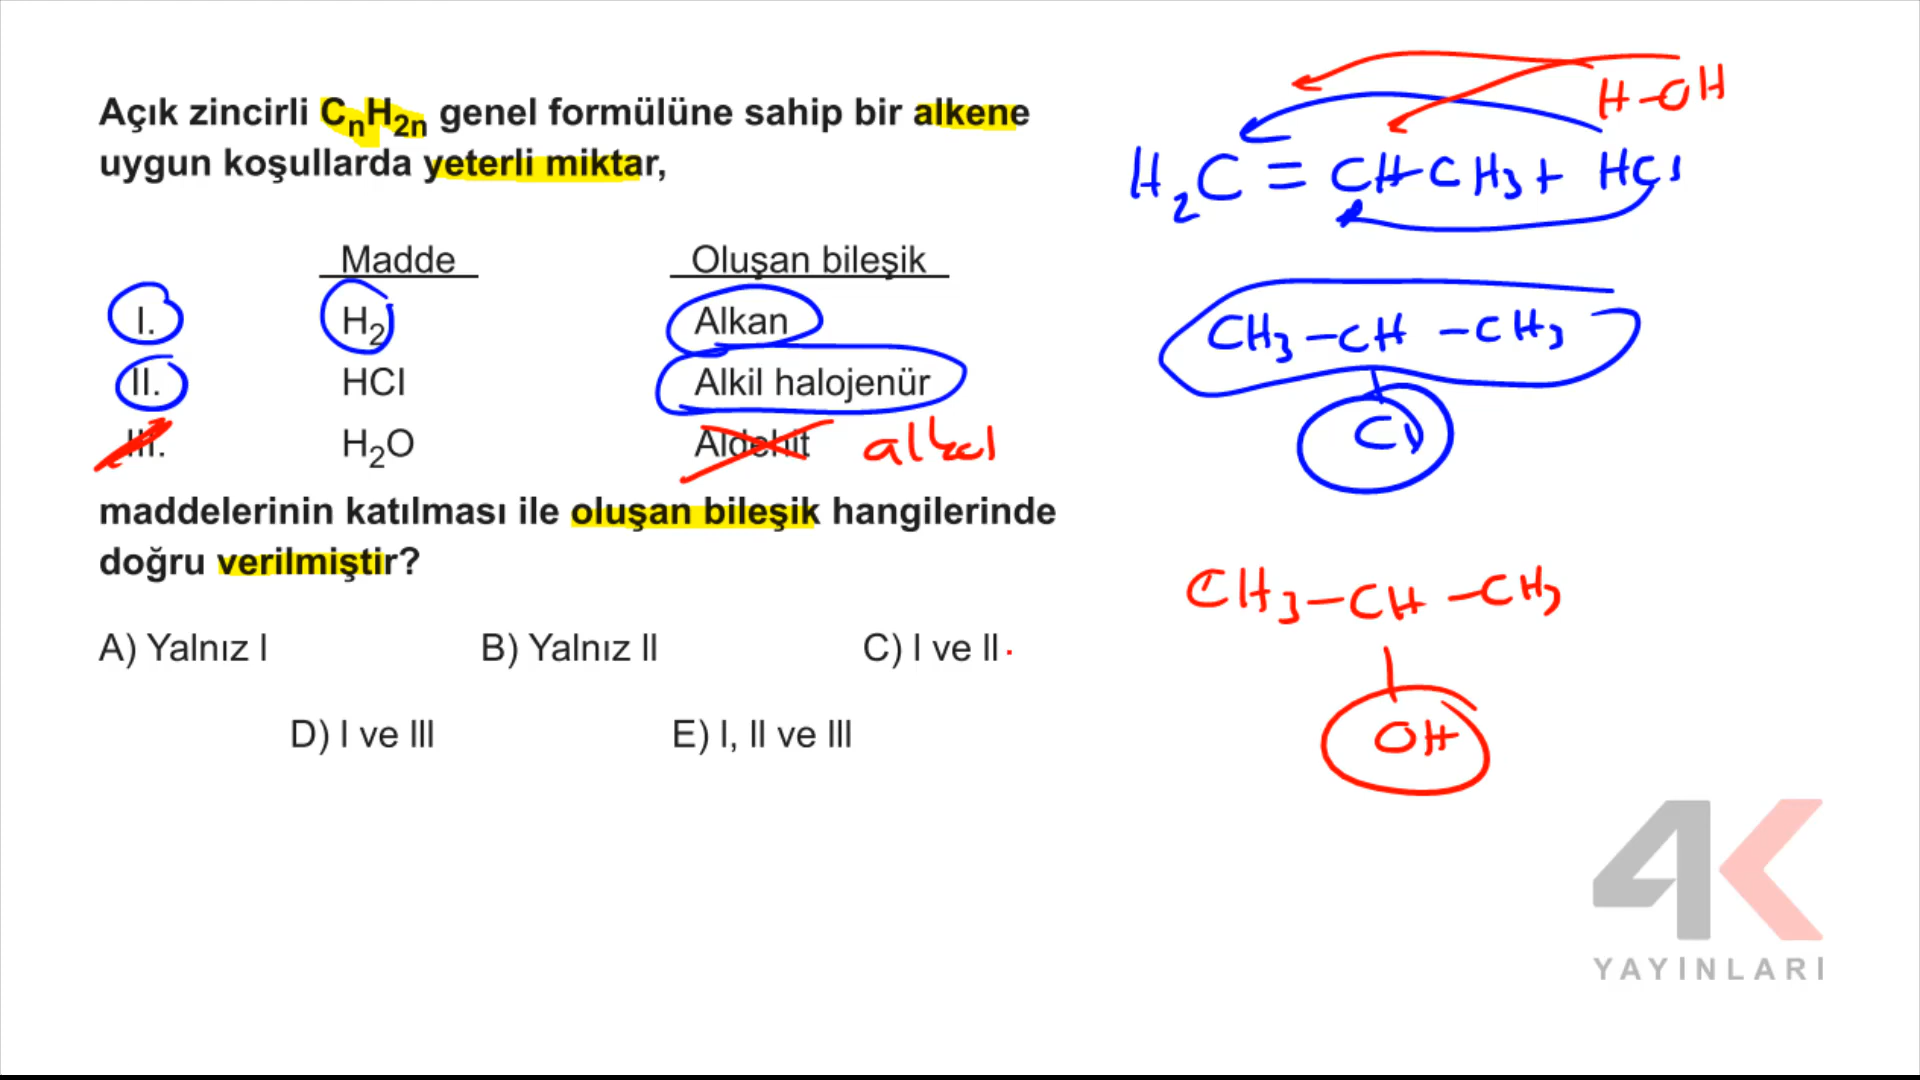 Açık zincirli CnH2n genel formülüne sahip bir alkene
uygun koşullarda yeterli miktar,
Madde Oluşan bileşik
I. H2 Alkan
II. HCl Alkil halojenür
III. H2O Aldehit alkol
maddelerinin katılması ile oluşan bileşik hangilerinde
doğru verilmiştir?
A) Yalnız I B) Yalnız II C) I ve II
D) I ve III E) I, II ve III
H-OH
H2C = CH-CH3 + HCl
CH3-CH-CH3
Cl
CH3-CH-CH3
OH
4K
YAYINLARI